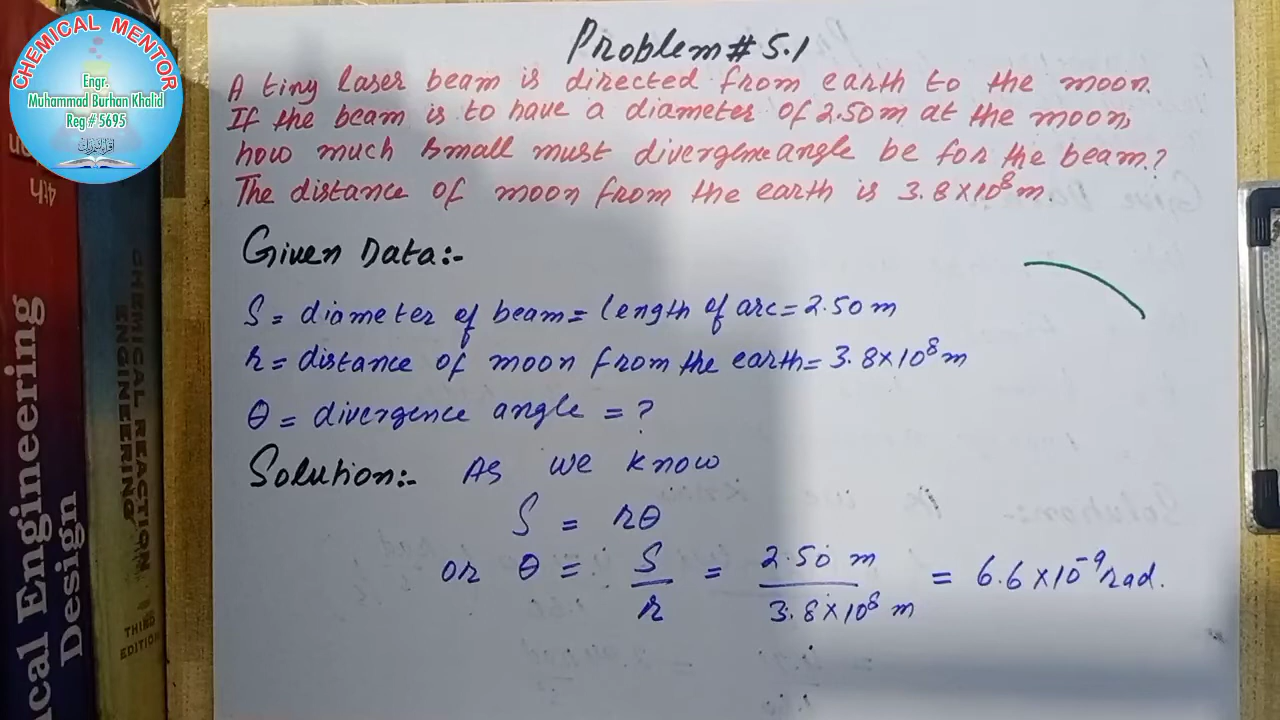 CHEMICAL MENTOR
Engr.
Muhammad Burhan Khalid
Reg # 5695
4th
Chemical Engineering
Design
CHEMICAL REACTION
ENGINEERING
THIRD
EDITION
Problem # 5.1
A tiny laser beam is directed from earth to the moon.
If the beam is to have a diameter of 2.50 m at the moon,
how much small must divergence angle be for the beam.?
The distance of moon from the earth is 3.8×10⁸ m.
Given Data:-
S = diameter of beam = length of arc = 2.50 m
r = distance of moon from the earth = 3.8×10⁸ m
θ = divergence angle = ?
Solution:- As we know
S = rθ
or θ = S/r = 2.50 m / 3.8×10⁸ m = 6.6×10⁻⁹ rad.